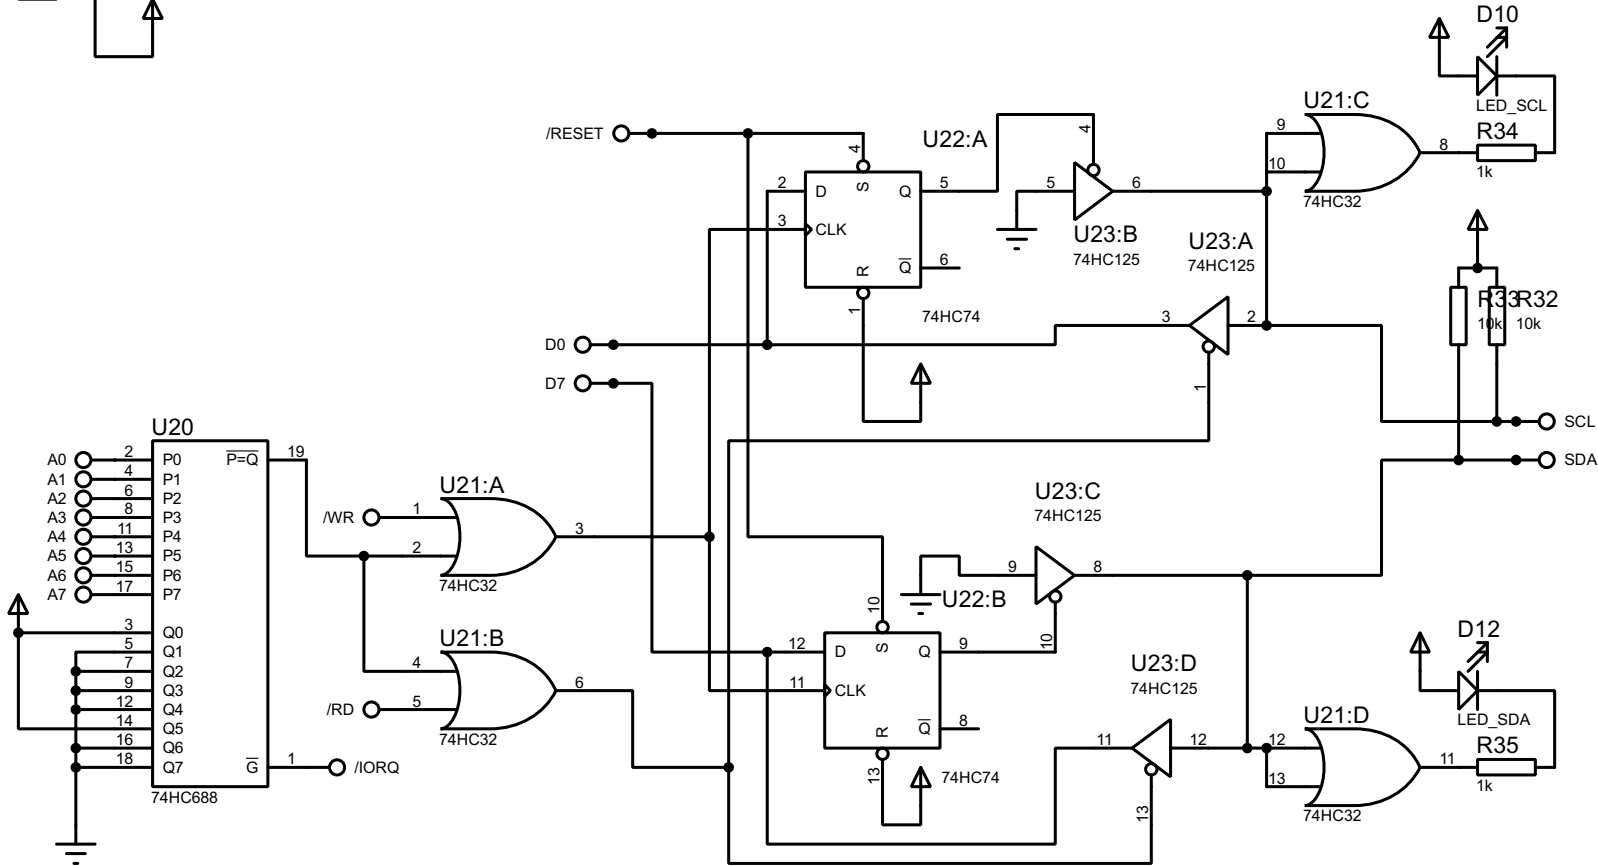 D10
LED_SCL
R34
1k
U21:C
9
10
8
74HC32
/RESET
U22:A
4
2
D
S
Q
5
3
CLK
R
Q
6
1
74HC74
4
5
6
U23:B
74HC125
U23:A
74HC125
3
2
1
R33
R32
10k
10k
D0
D7
SCL
SDA
U20
A0
2
P0
P=Q
19
A1
4
P1
A2
6
P2
A3
8
P3
A4
11
P4
A5
13
P5
A6
15
P6
A7
17
P7
3
Q0
5
Q1
7
Q2
9
Q3
12
Q4
14
Q5
16
Q6
18
Q7
G
1
/IORQ
74HC688
U21:A
/WR
1
2
3
74HC32
U21:B
4
/RD
5
6
74HC32
U23:C
74HC125
9
8
10
U22:B
10
12
D
S
Q
9
11
CLK
R
Q
8
13
74HC74
U23:D
74HC125
11
12
13
U21:D
12
13
11
74HC32
D12
LED_SDA
R35
1k